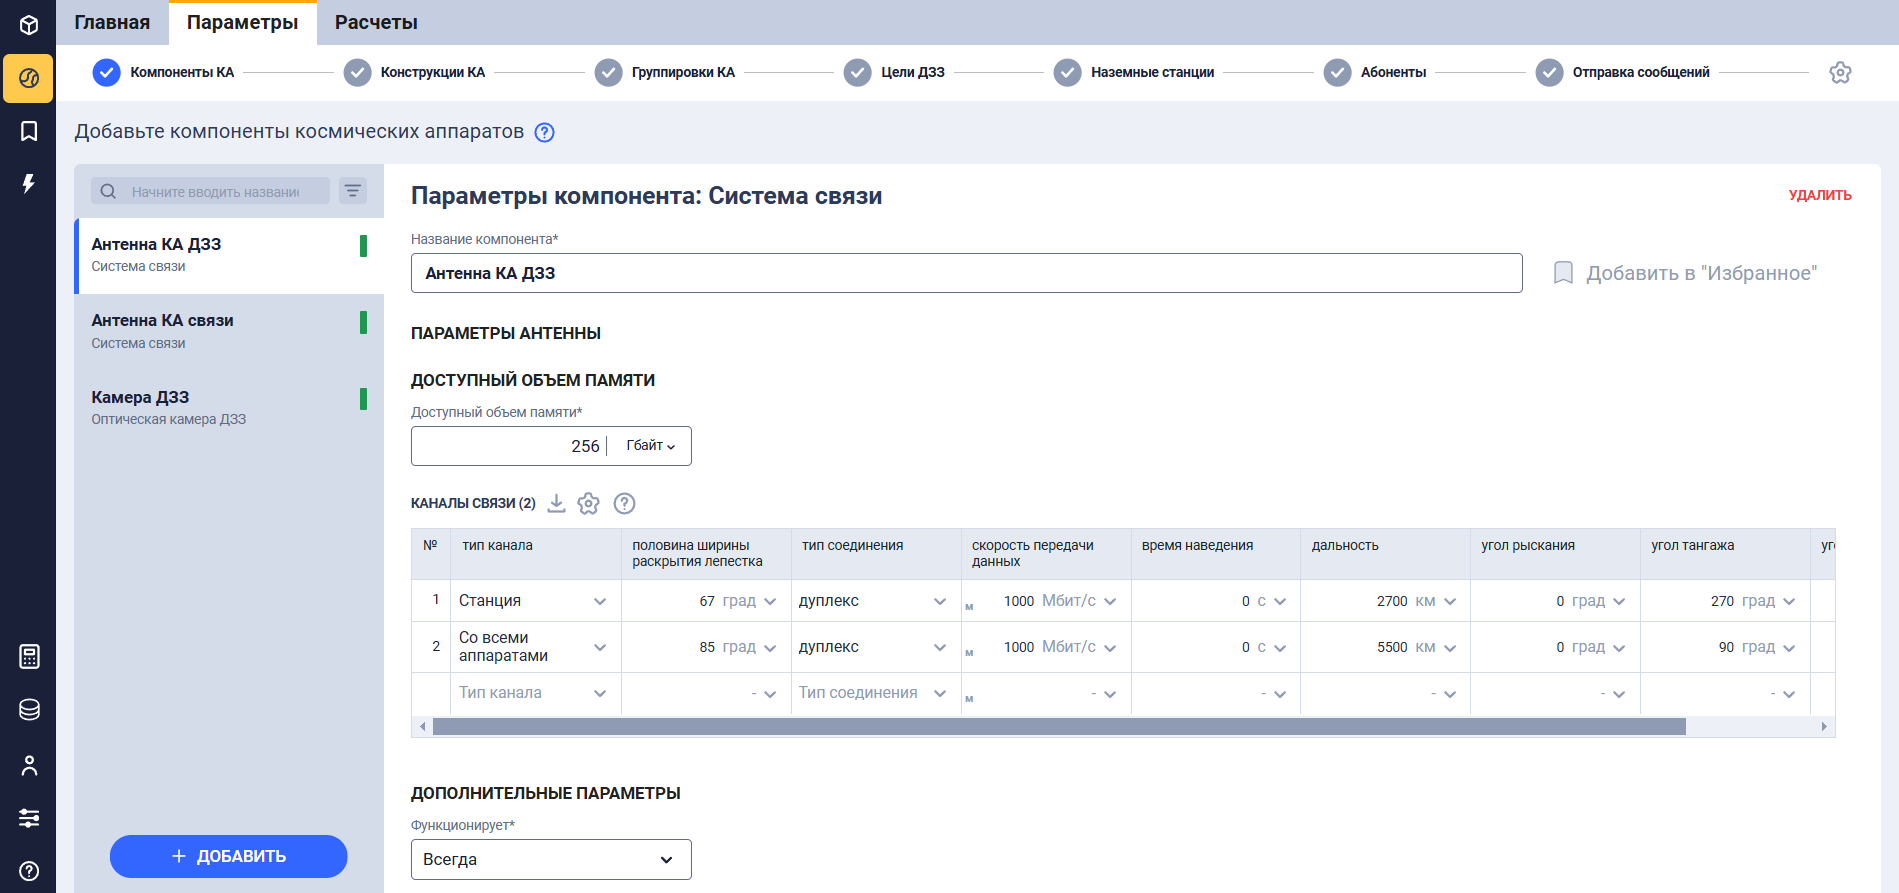 Главная Параметры Расчеты
Компоненты КА Конструкции КА Группировки КА Цели ДЗЗ Наземные станции Абоненты Отправка сообщений
Добавьте компоненты космических аппаратов
Начните вводить название
Антенна КА ДЗЗ
Система связи
Антенна КА связи
Система связи
Камера ДЗЗ
Оптическая камера ДЗЗ
+ ДОБАВИТЬ
Параметры компонента: Система связи
УДАЛИТЬ
Название компонента*
Антенна КА ДЗЗ
Добавить в "Избранное"
ПАРАМЕТРЫ АНТЕННЫ
ДОСТУПНЫЙ ОБЪЕМ ПАМЯТИ
Доступный объем памяти*
256 Гбайт
КАНАЛЫ СВЯЗИ (2)
№ тип канала половина ширины раскрытия лепестка тип соединения скорость передачи данных время наведения дальность угол рыскания угол тангажа уг
1 Станция 67 град дуплекс м 1000 Мбит/с 0 с 2700 км 0 град 270 град
2 Со всеми аппаратами 85 град дуплекс м 1000 Мбит/с 0 с 5500 км 0 град 90 град
Тип канала - Тип соединения м - - - - -
ДОПОЛНИТЕЛЬНЫЕ ПАРАМЕТРЫ
Функционирует*
Всегда